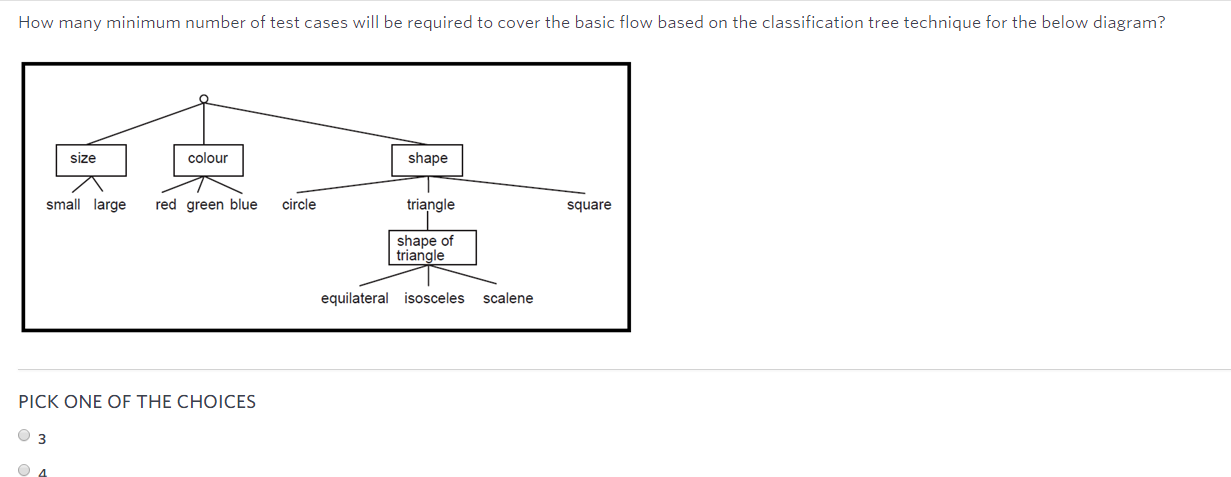 How many minimum number of test cases will be required to cover the basic flow based on the classification tree technique for the below diagram?
size colour shape
small large red green blue circle triangle square
shape of
triangle
equilateral isosceles scalene
PICK ONE OF THE CHOICES
3
4